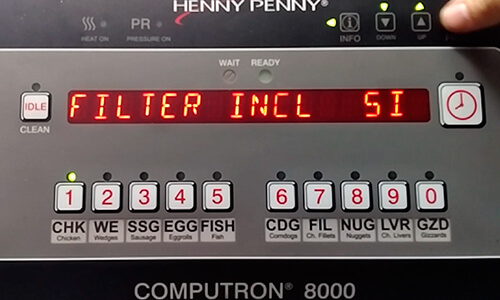 HENNY PENNY
HEAT ON PR PRESSURE ON INFO DOWN UP
WAIT READY
IDLE FILTER INCL SI
CLEAN
1 2 3 4 5 6 7 8 9 0
CHK WE SSG EGG FISH CDG FIL NUG LVR GZD
Chicken Wedges Sausage Eggrolls Fish Corndogs Ch. Fillets Nuggets Ch. Livers Gizzards
COMPUTRON® 8000